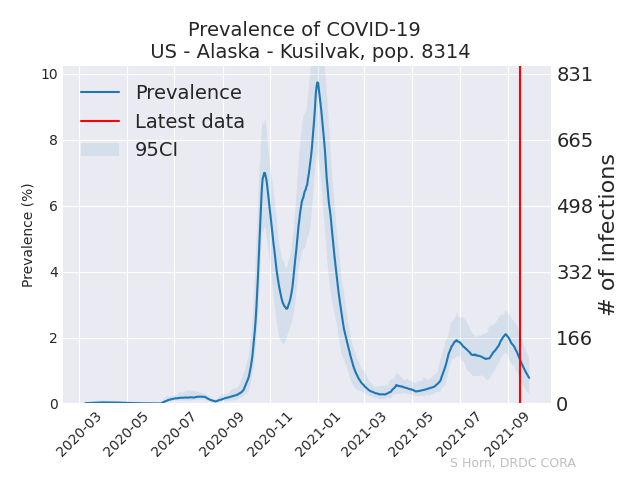 Prevalence of COVID-19
US - Alaska - Kusilvak, pop. 8314
Prevalence
Latest data
95CI
Prevalence (%)
10
8
6
4
2
0
831
665
498
332
166
0
# of infections
2020-03
2020-05
2020-07
2020-09
2020-11
2021-01
2021-03
2021-05
2021-07
2021-09
S Horn, DRDC CORA